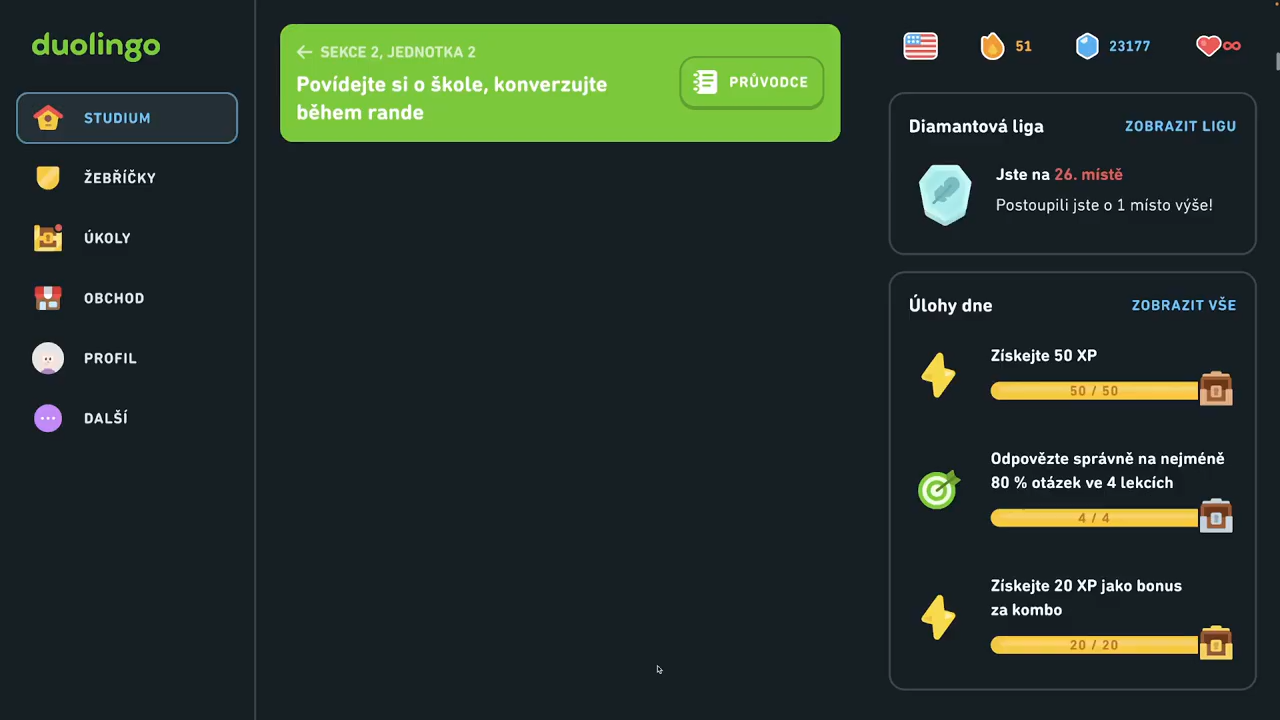 duolingo
STUDIUM
ŽEBŘÍČKY
ÚKOLY
OBCHOD
PROFIL
DALŠÍ
SEKCE 2, JEDNOTKA 2
Povídejte si o škole, konverzujte
během rande
PRŮVODCE
51
23177
Diamantová liga
ZOBRAZIT LIGU
Jste na 26. místě
Postoupili jste o 1 místo výše!
Úlohy dne
ZOBRAZIT VŠE
Získejte 50 XP
50 / 50
Odpovězte správně na nejméně
80 % otázek ve 4 lekcích
4 / 4
Získejte 20 XP jako bonus
za kombo
20 / 20